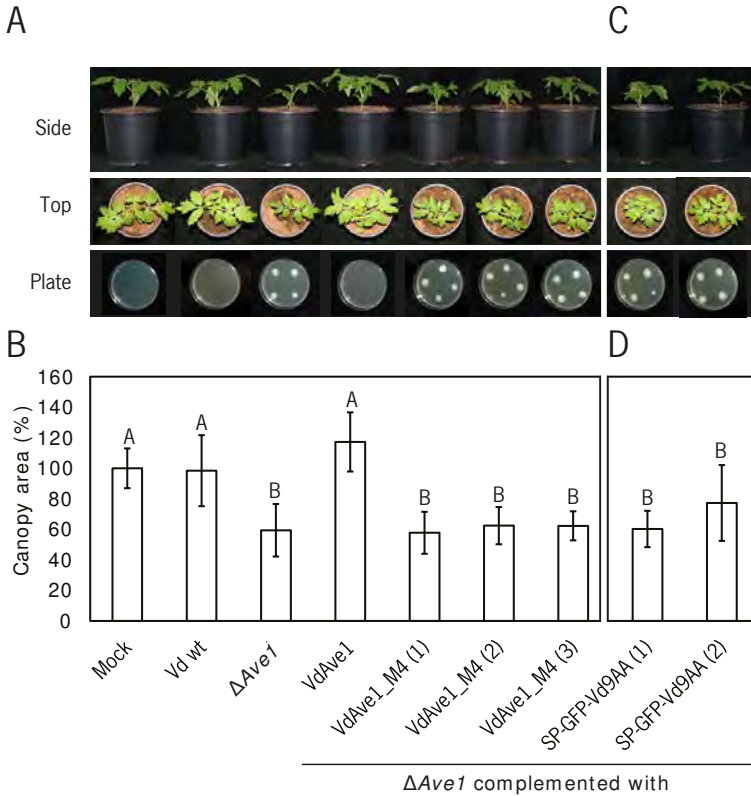 A
C
Side
Top
Plate
B
D
Canopy area (%)
160
140
120
100
80
60
40
20
0
A
A
B
A
B
B
B
B
B
Mock
Vd wt
ΔAve1
VdAve1
VdAve1_M4 (1)
VdAve1_M4 (2)
VdAve1_M4 (3)
SP-GFP-Vd9AA (1)
SP-GFP-Vd9AA (2)
ΔAve1 complemented with